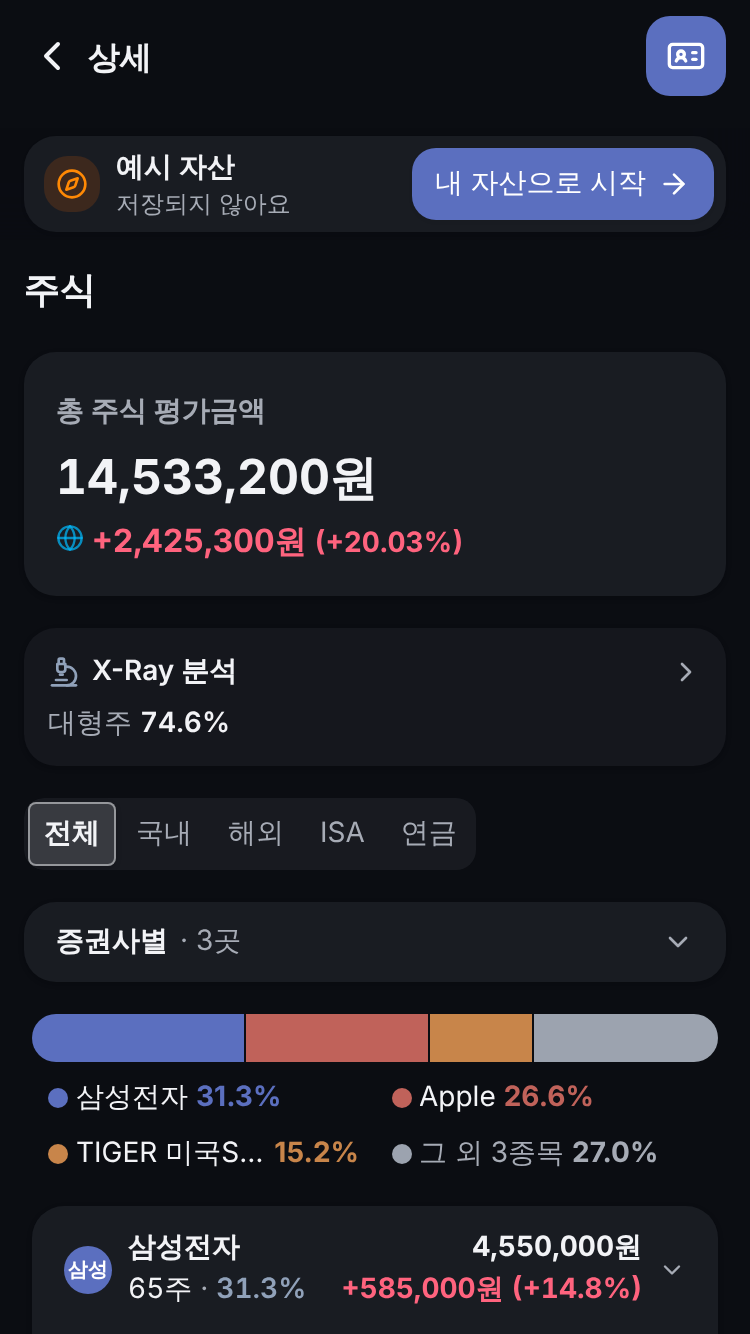 상세
예시 자산
저장되지 않아요
내 자산으로 시작
주식
총 주식 평가금액
14,533,200원
+2,425,300원 (+20.03%)
X-Ray 분석
대형주 74.6%
전체 국내 해외 ISA 연금
증권사별 · 3곳
삼성전자 31.3% Apple 26.6%
TIGER 미국S... 15.2% 그 외 3종목 27.0%
삼성 삼성전자 4,550,000원
65주 · 31.3% +585,000원 (+14.8%)